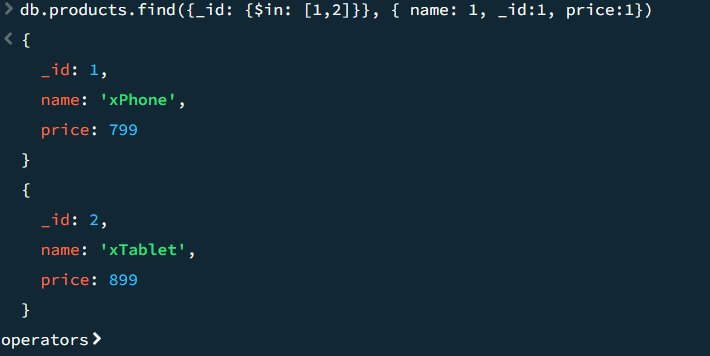 > db.products.find({_id: {$in: [1,2]}}, { name: 1, _id:1, price:1})
< {
_id: 1,
name: 'xPhone',
price: 799
}
{
_id: 2,
name: 'xTablet',
price: 899
}
operators>